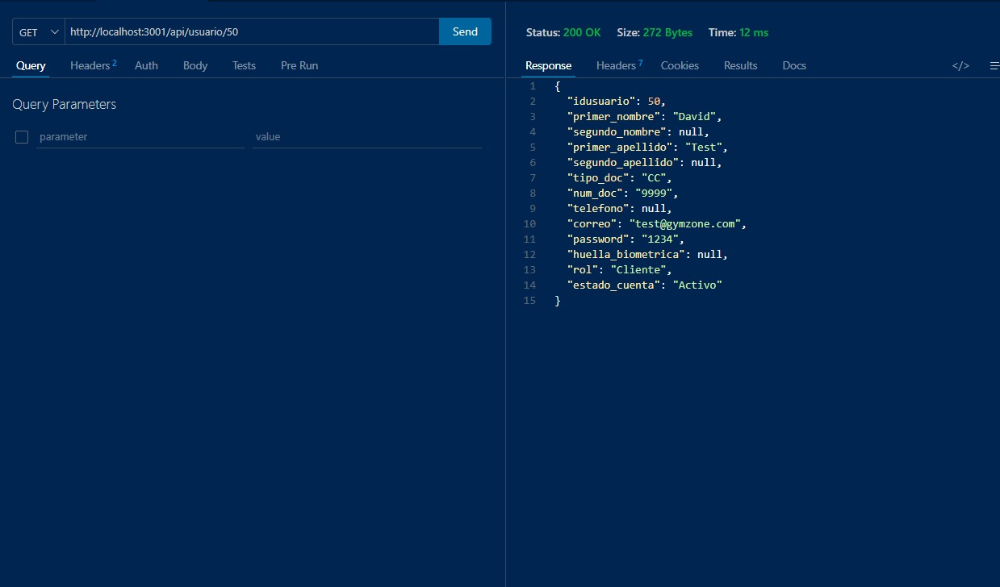 GET http://localhost:3001/api/usuario/50 Send
Query Headers 2 Auth Body Tests Pre Run
Query Parameters
parameter value
Status: 200 OK Size: 272 Bytes Time: 12 ms
Response Headers 7 Cookies Results Docs </>
1 {
2 "idusuario": 50,
3 "primer_nombre": "David",
4 "segundo_nombre": null,
5 "primer_apellido": "Test",
6 "segundo_apellido": null,
7 "tipo_doc": "CC",
8 "num_doc": "9999",
9 "telefono": null,
10 "correo": "test@gymzone.com",
11 "password": "1234",
12 "huella_biometrica": null,
13 "rol": "Cliente",
14 "estado_cuenta": "Activo"
15 }